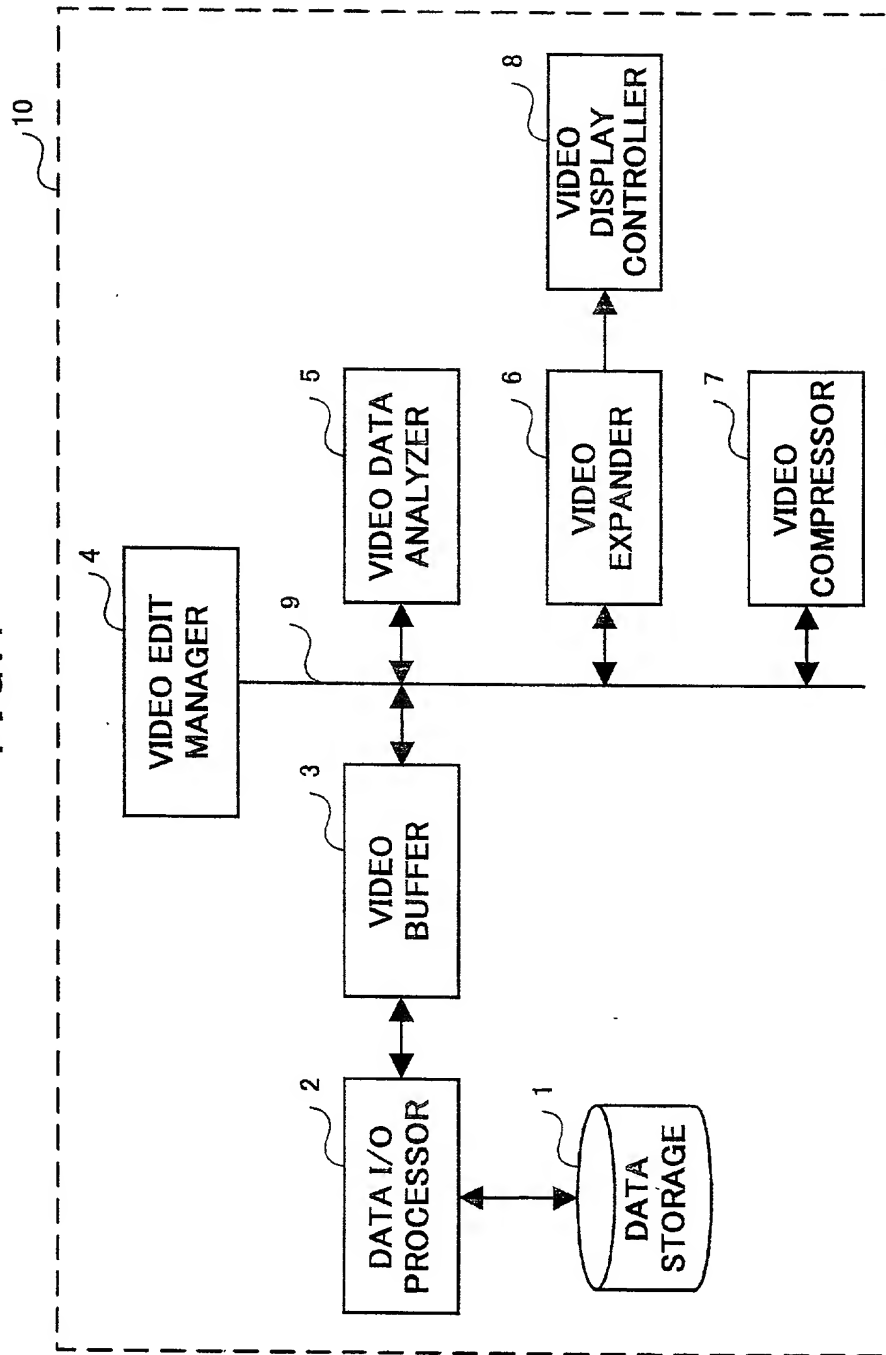 10
4
VIDEO EDIT
MANAGER
9
2
DATA I/O
PROCESSOR
3
VIDEO
BUFFER
5
VIDEO DATA
ANALYZER
1
DATA
STORAGE
6
VIDEO
EXPANDER
8
VIDEO
DISPLAY
CONTROLLER
7
VIDEO
COMPRESSOR